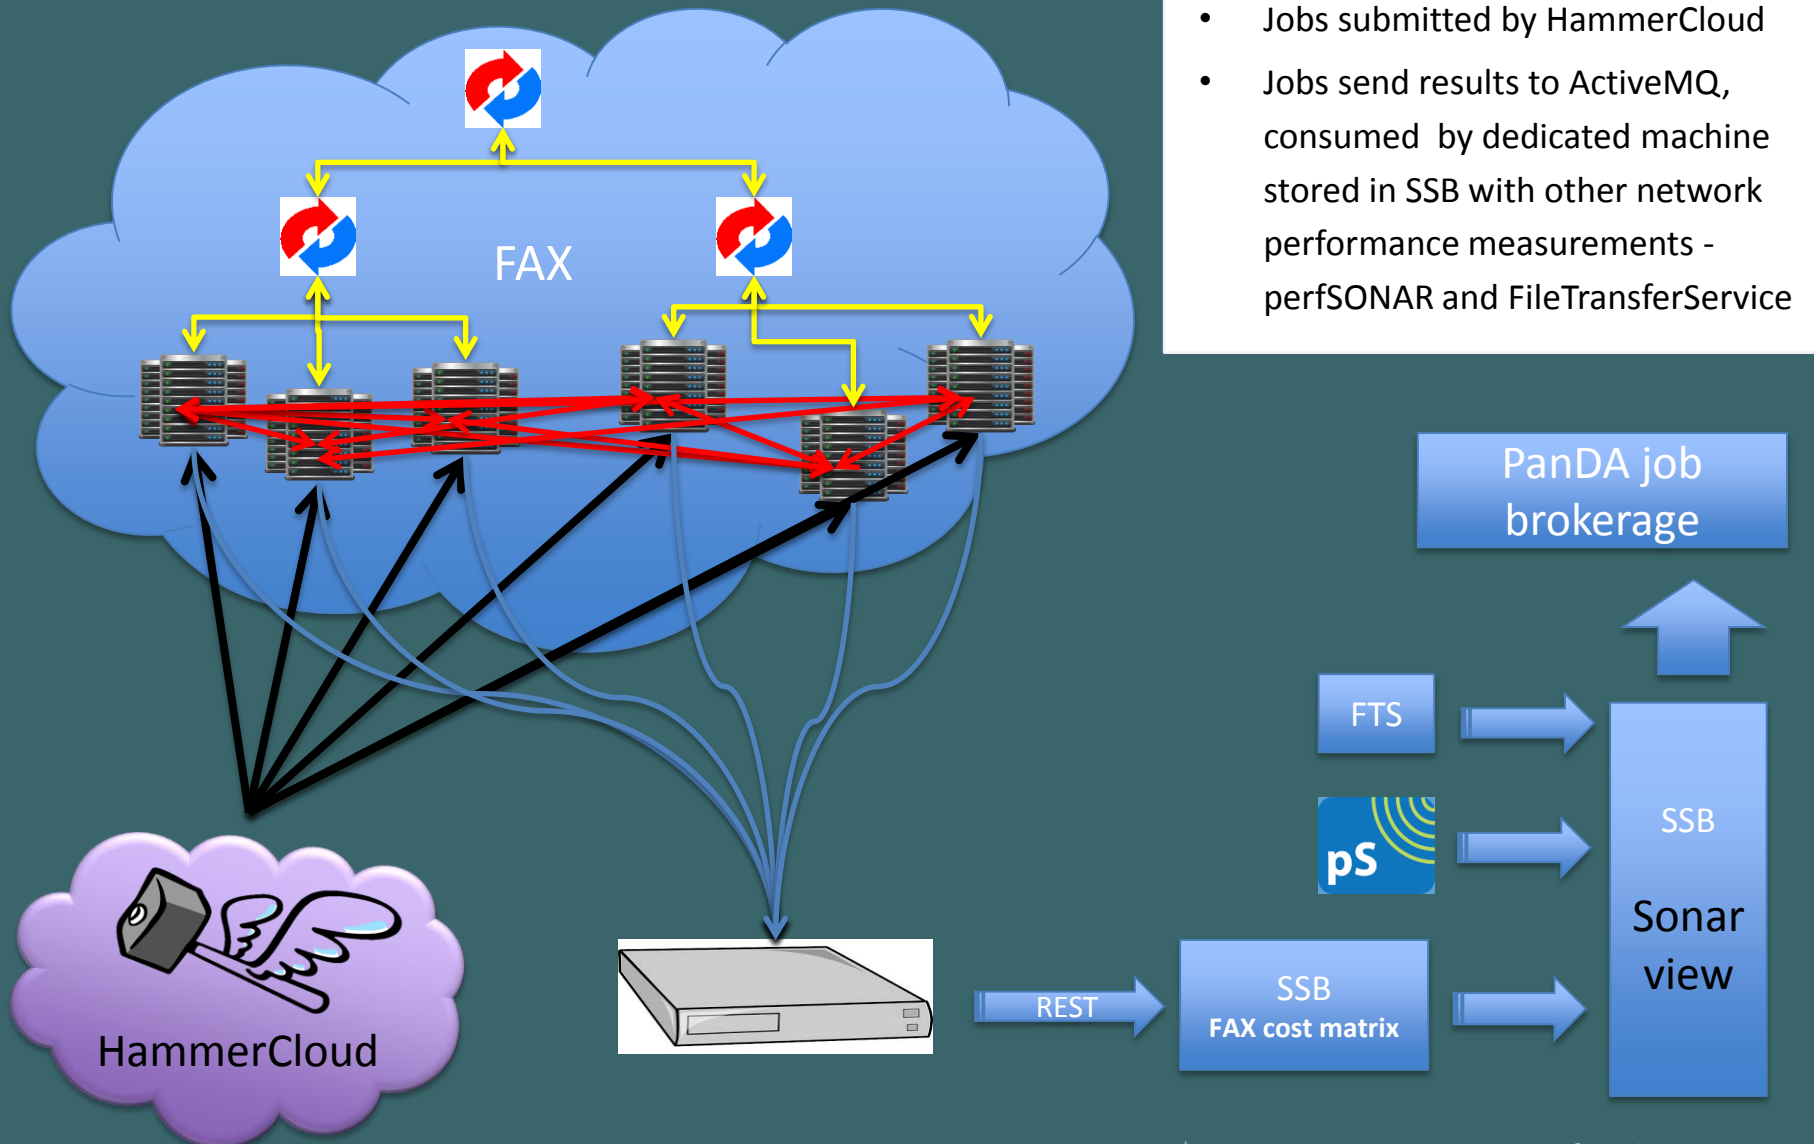 • Jobs submitted by HammerCloud
• Jobs send results to ActiveMQ,
consumed by dedicated machine
stored in SSB with other network
performance measurements -
perfSONAR and FileTransferService
FAX
PanDA job
brokerage
FTS
pS
SSB
Sonar
view
REST
SSB
FAX cost matrix
HammerCloud